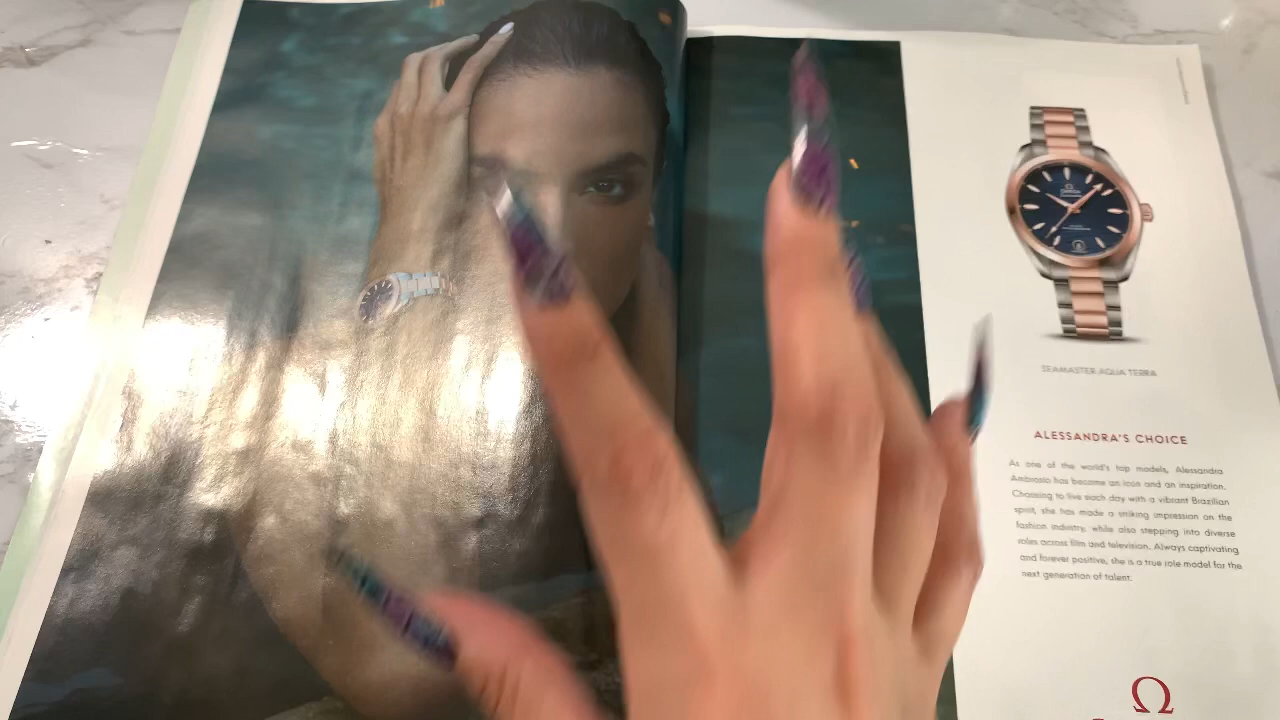 SEAMASTER AQUA TERRA
ALESSANDRA'S CHOICE
As one of the world's top models, Alessandra
Ambrosio has become an icon and an inspiration.
Choosing to live each day with a vibrant Brazilian
spirit, she has made a striking impression on the
fashion industry, while also stepping into diverse
roles across film and television. Always captivating
and forever positive, she is a true role model for the
next generation of talent.
Ω